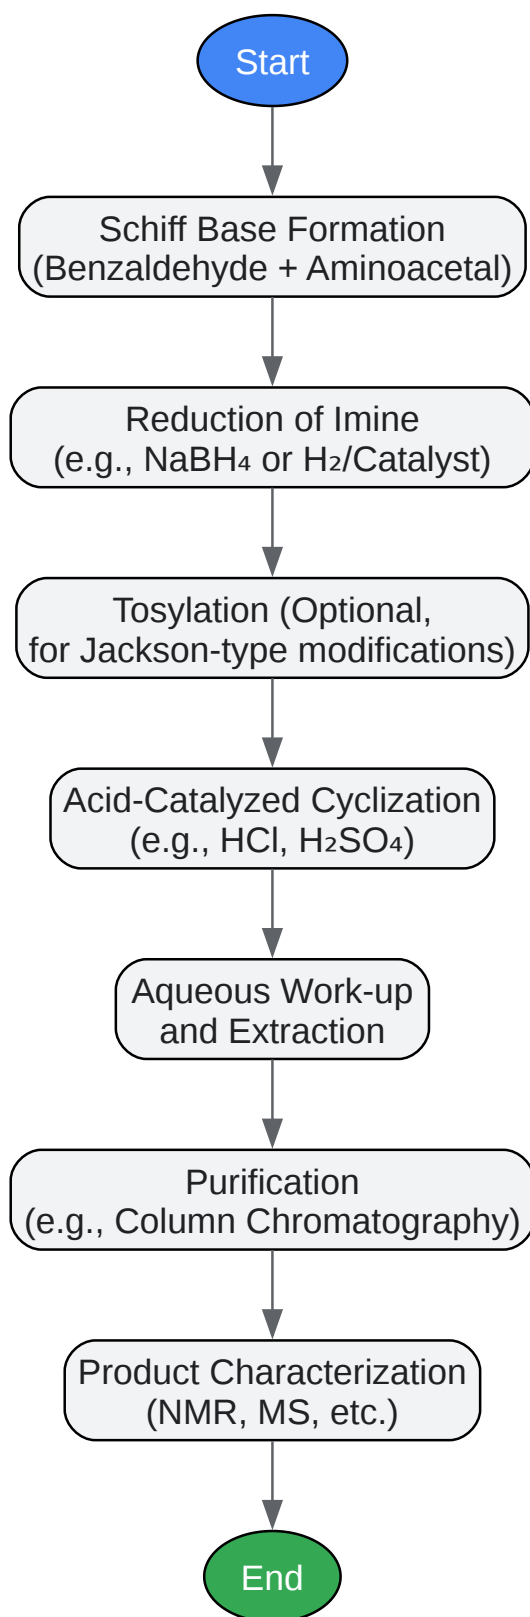 Start
Schiff Base Formation
(Benzaldehyde + Aminoacetal)
Reduction of Imine
(e.g., NaBH₄ or H₂/Catalyst)
Tosylation (Optional,
for Jackson-type modifications)
Acid-Catalyzed Cyclization
(e.g., HCl, H₂SO₄)
Aqueous Work-up
and Extraction
Purification
(e.g., Column Chromatography)
Product Characterization
(NMR, MS, etc.)
End